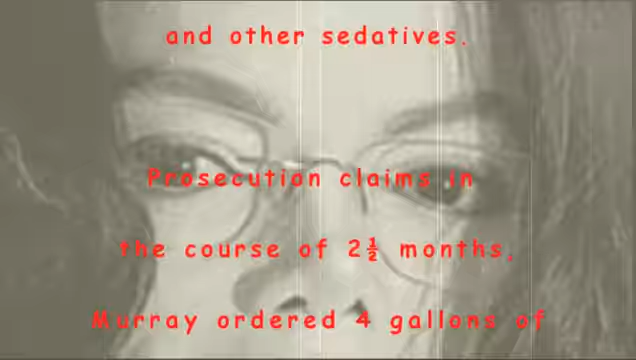 and other sedatives.
Prosecution claims in
the course of 2½ months,
Murray ordered 4 gallons of